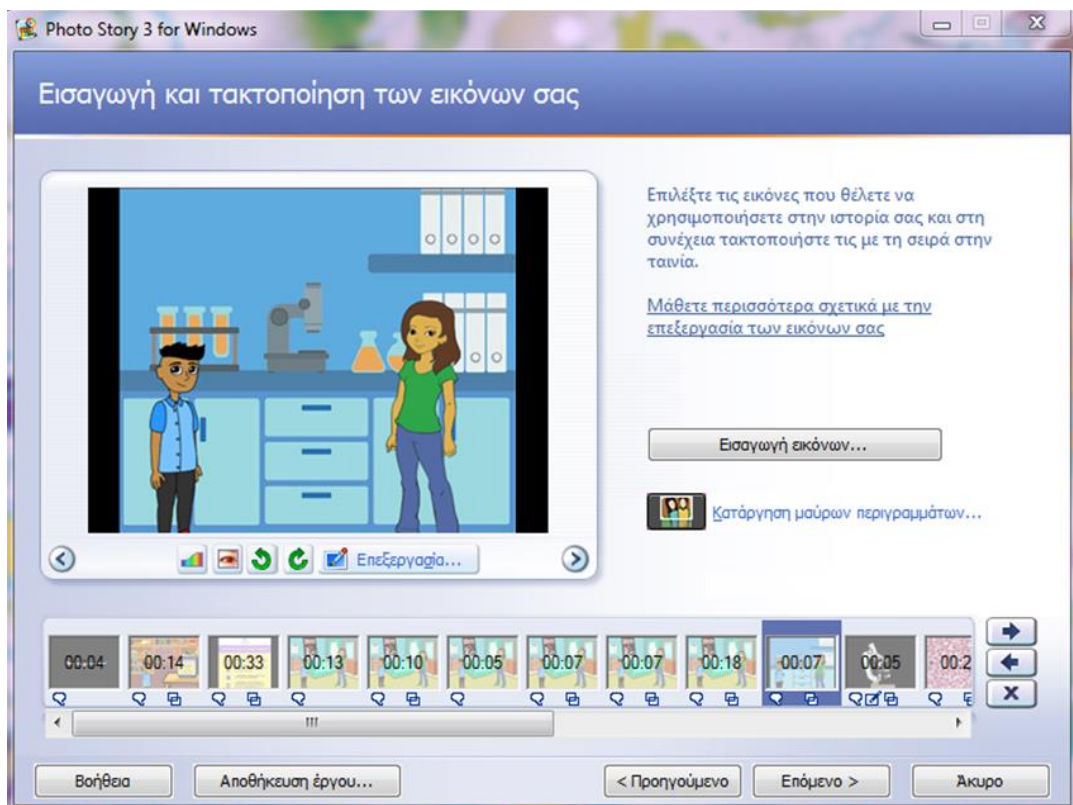 Photo Story 3 for Windows
Εισαγωγή και τακτοποίηση των εικόνων σας
Επιλέξτε τις εικόνες που θέλετε να
χρησιμοποιήσετε στην ιστορία σας και στη
συνέχεια τακτοποιήστε τις με τη σειρά στην
ταινία.
Μάθετε περισσότερα σχετικά με την
επεξεργασία των εικόνων σας
Εισαγωγή εικόνων...
Κατάργηση μαύρων περιγραμμάτων...
Επεξεργασία...
00:04 00:14 00:33 00:13 00:10 00:05 00:07 00:07 00:18 00:07 00:05 00:2
Βοήθεια Αποθήκευση έργου... < Προηγούμενο Επόμενο > Άκυρο